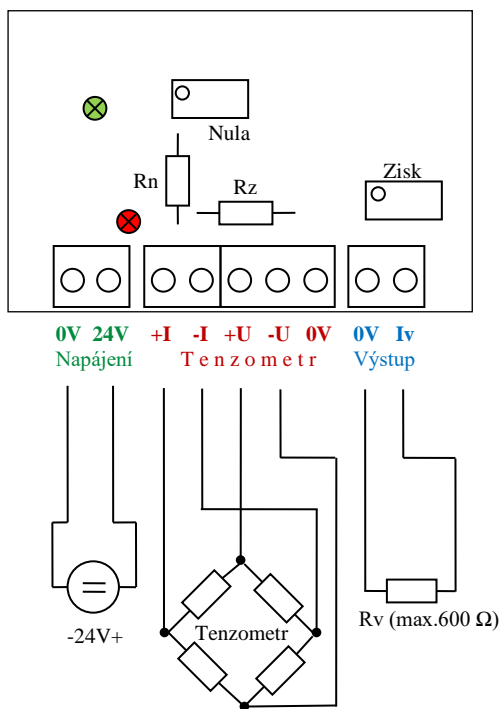 Nula
Zisk
Rn
Rz
0V 24V +I -I +U -U 0V 0V Iv
Napájení Tenzometr Výstup
Tenzometr
Rv (max.600 Ω)
-24V+